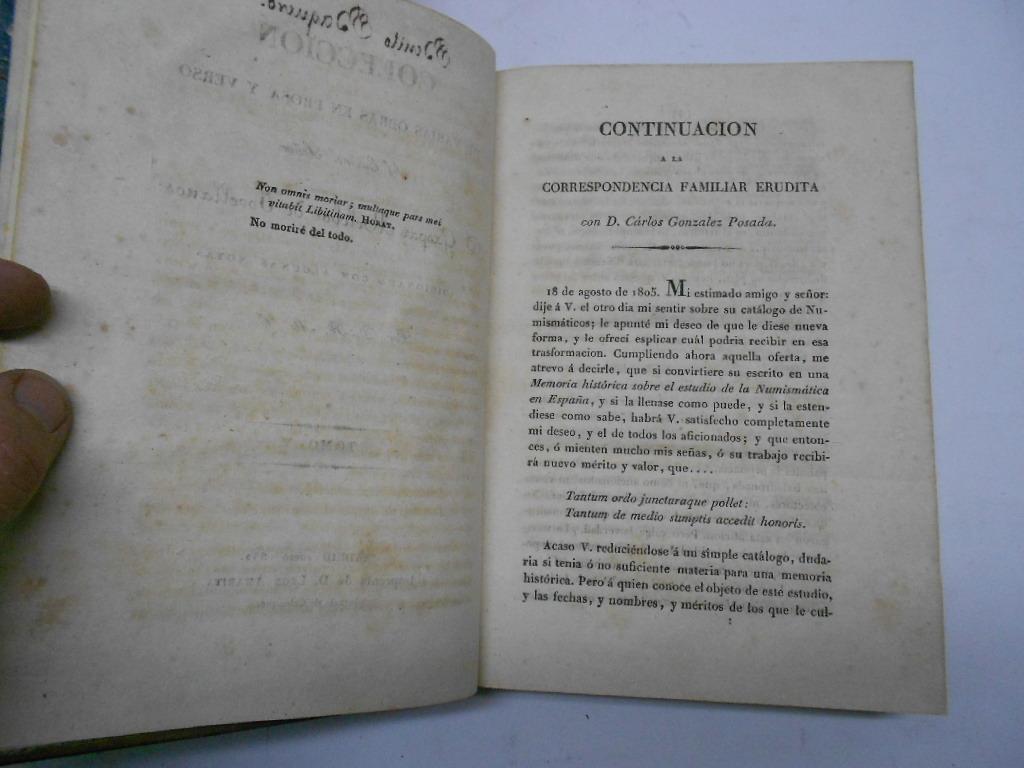 Benito Baquero.
COLECCION
DE VARIAS OBRAS EN PROSA Y VERSO
Non omnis moriar; multaque pars mei
vitabit Libitinam. HORAT.
No moriré del todo.
TOMO V.
CONTINUACION
A LA
CORRESPONDENCIA FAMILIAR ERUDITA
con D. Cárlos Gonzalez Posada.
18 de agosto de 1805. Mi estimado amigo y señor:
dije á V. el otro dia mi sentir sobre su catálogo de Nu-
mismáticos; le apunté mi deseo de que le diese nueva
forma, y le ofrecí esplicar cuál podria recibir en esa
trasformacion. Cumpliendo ahora aquella oferta, me
atrevo á decirle, que si convirtiere su escrito en una
Memoria histórica sobre el estudio de la Numismática
en España, y si la llenase como puede, y si la esten-
diese como sabe, habrá V. satisfecho completamente
mi deseo, y el de todos los aficionados; y que enton-
ces, ó mienten mucho mis señas, ó su trabajo recibi-
rá nuevo mérito y valor, que....
Tantum ordo juncturaque pollet:
Tantum de medio sumptis accedit honoris.
Acaso V. reduciéndose á un simple catálogo, duda-
ria si tenia ó no suficiente materia para una memoria
histórica. Pero á quien conoce el objeto de este estudio,
y las fechas, y nombres, y méritos de los que le cul-